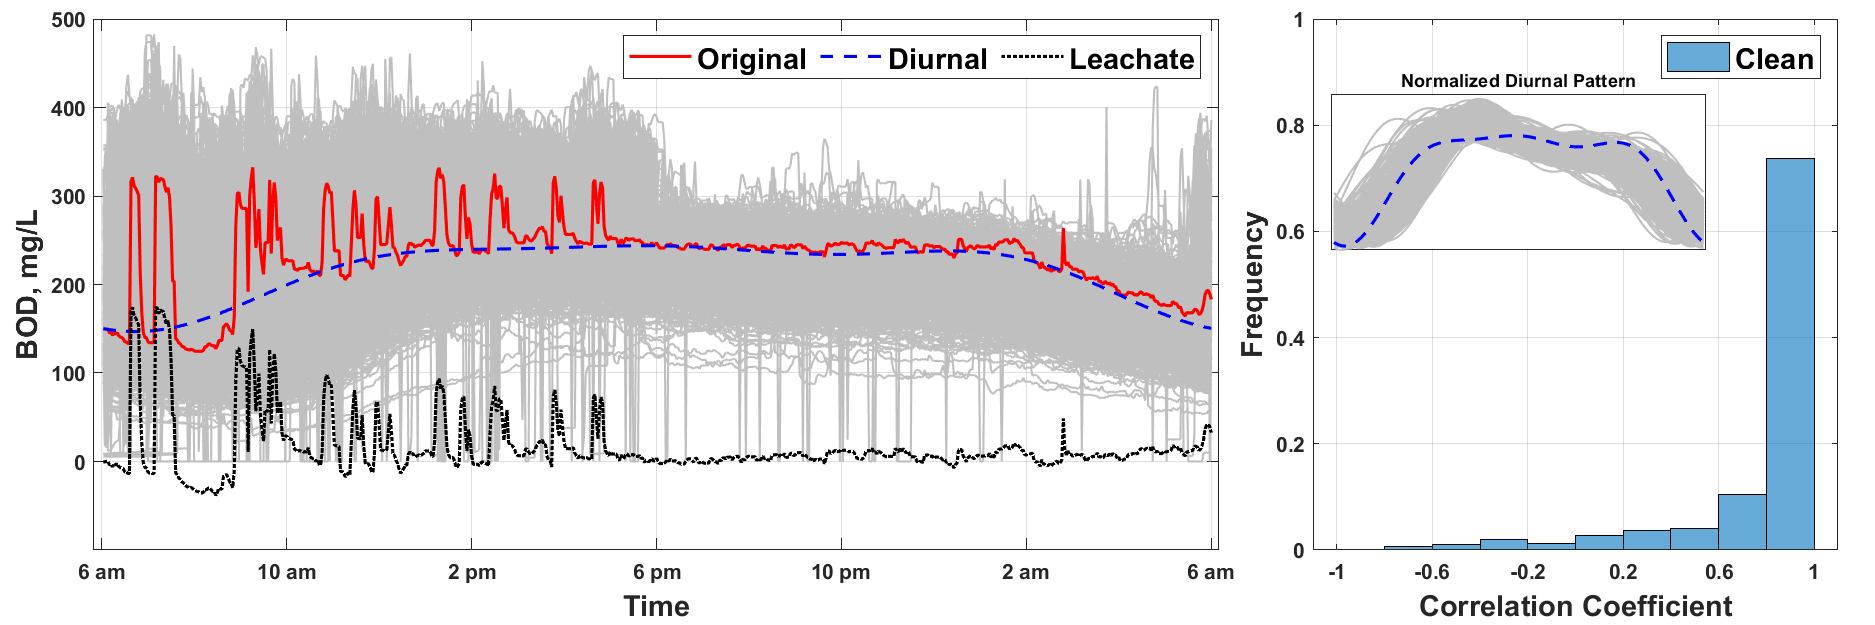 500
400
300
200
100
0
BOD, mg/L
Original Diurnal Leachate
6 am 10 am 2 pm 6 pm 10 pm 2 am 6 am
Time
1
0.8
0.6
0.4
0.2
0
Frequency
Clean
Normalized Diurnal Pattern
-1 -0.6 -0.2 0.2 0.6 1
Correlation Coefficient